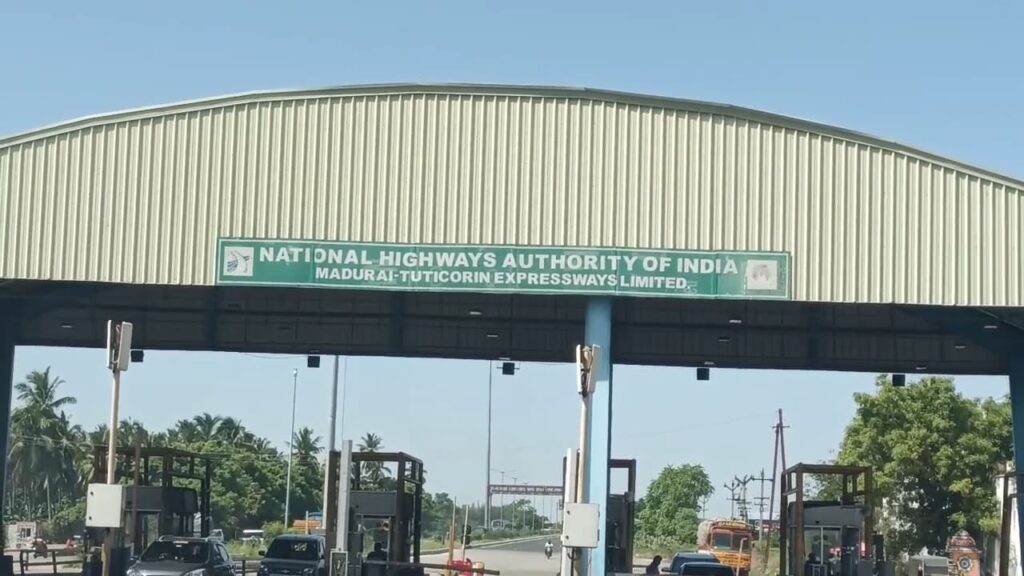 NATIONAL HIGHWAYS AUTHORITY OF INDIA
MADURAI-TUTICORIN EXPRESSWAYS LIMITED.